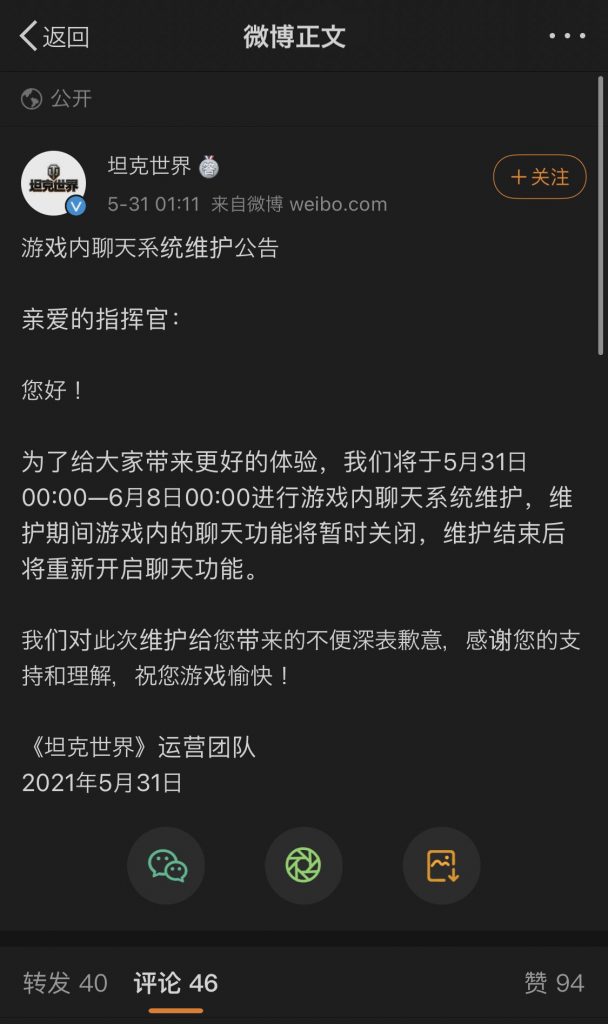 返回
微博正文
公开
坦克世界
坦克世界
5-31 01:11 来自微博 weibo.com
+关注
游戏内聊天系统维护公告
亲爱的指挥官：
您好！
为了给大家带来更好的体验，我们将于5月31日
00:00—6月8日00:00进行游戏内聊天系统维护，维
护期间游戏内的聊天功能将暂时关闭，维护结束后
将重新开启聊天功能。
我们对此次维护给您带来的不便深表歉意，感谢您的支
持和理解，祝您游戏愉快！
《坦克世界》运营团队
2021年5月31日
转发 40
评论 46
赞 94